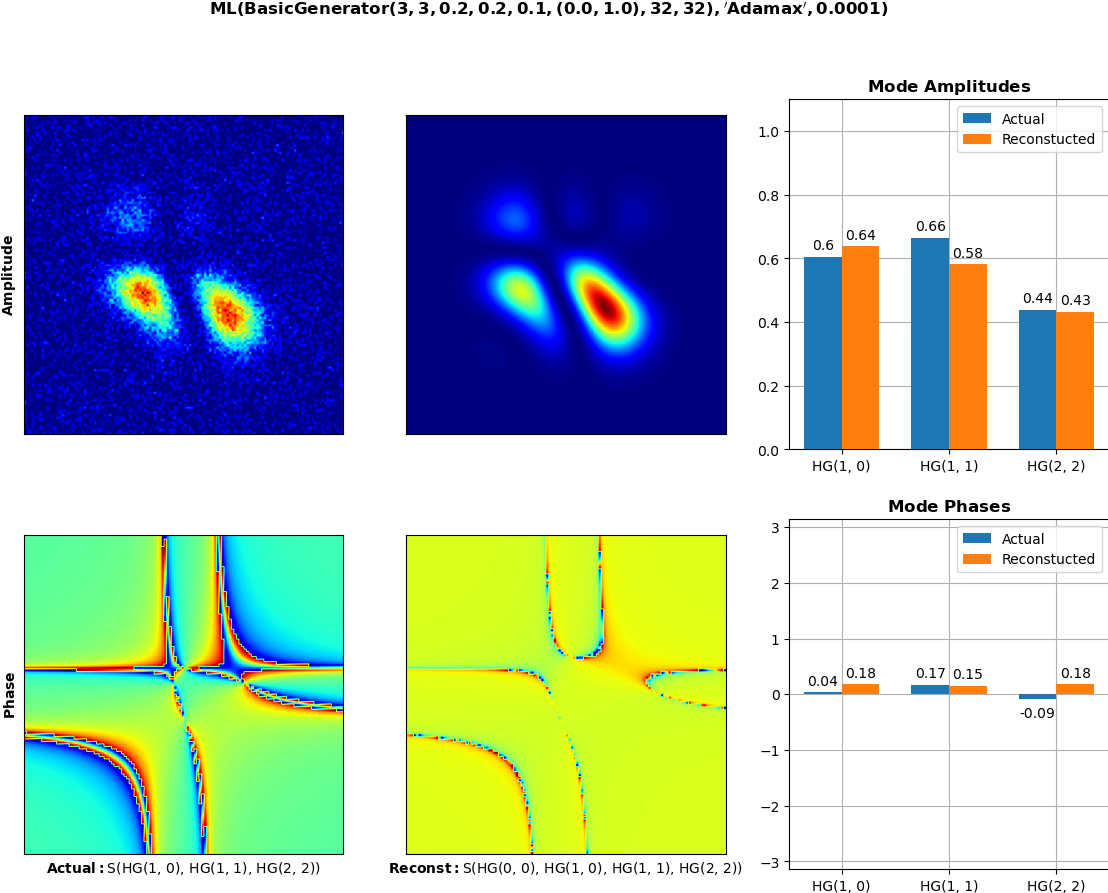 ML(BasicGenerator(3, 3, 0.2, 0.2, 0.1, (0.0, 1.0), 32, 32), 'Adamax', 0.0001)
Amplitude
Mode Amplitudes
Actual
Reconstucted
1.0
0.8
0.6
0.4
0.2
0.0
0.6
0.64
0.66
0.58
0.44
0.43
HG(1, 0)
HG(1, 1)
HG(2, 2)
Phase
Actual: S(HG(1, 0), HG(1, 1), HG(2, 2))
Reconst: S(HG(0, 0), HG(1, 0), HG(1, 1), HG(2, 2))
Mode Phases
Actual
Reconstucted
3
2
1
0
−1
−2
−3
0.04
0.18
0.17
0.15
-0.09
0.18
HG(1, 0)
HG(1, 1)
HG(2, 2)